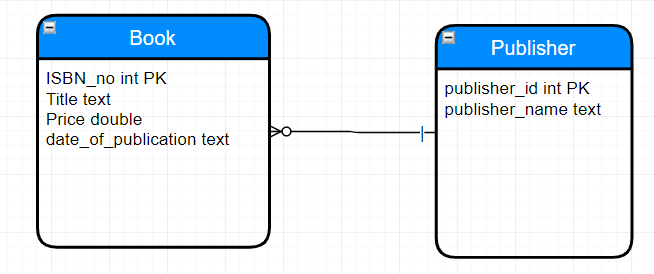 Book
ISBN_no int PK
Title text
Price double
date_of_publication text
Publisher
publisher_id int PK
publisher_name text